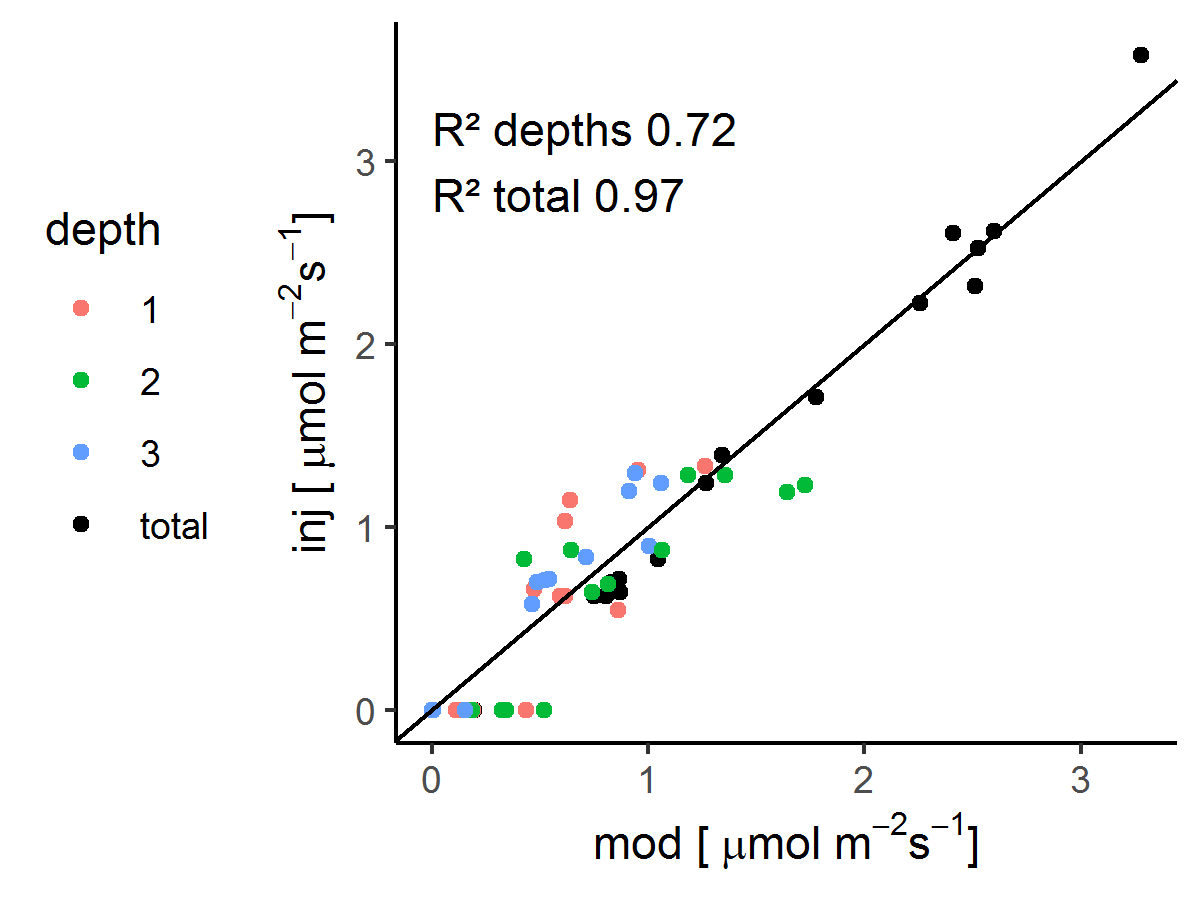 R² depths 0.72
R² total 0.97
depth
1
2
3
total
inj [ μmol m⁻²s⁻¹]
3
2
1
0
0 1 2 3
mod [ μmol m⁻²s⁻¹]